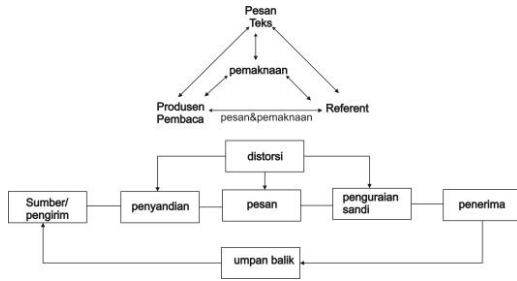 Pesan
Teks
pemaknaan
Produsen
Pembaca
Referent
pesan&pemaknaan
distorsi
Sumber/
pengirim
penyandian
pesan
penguraian
sandi
penerima
umpan balik